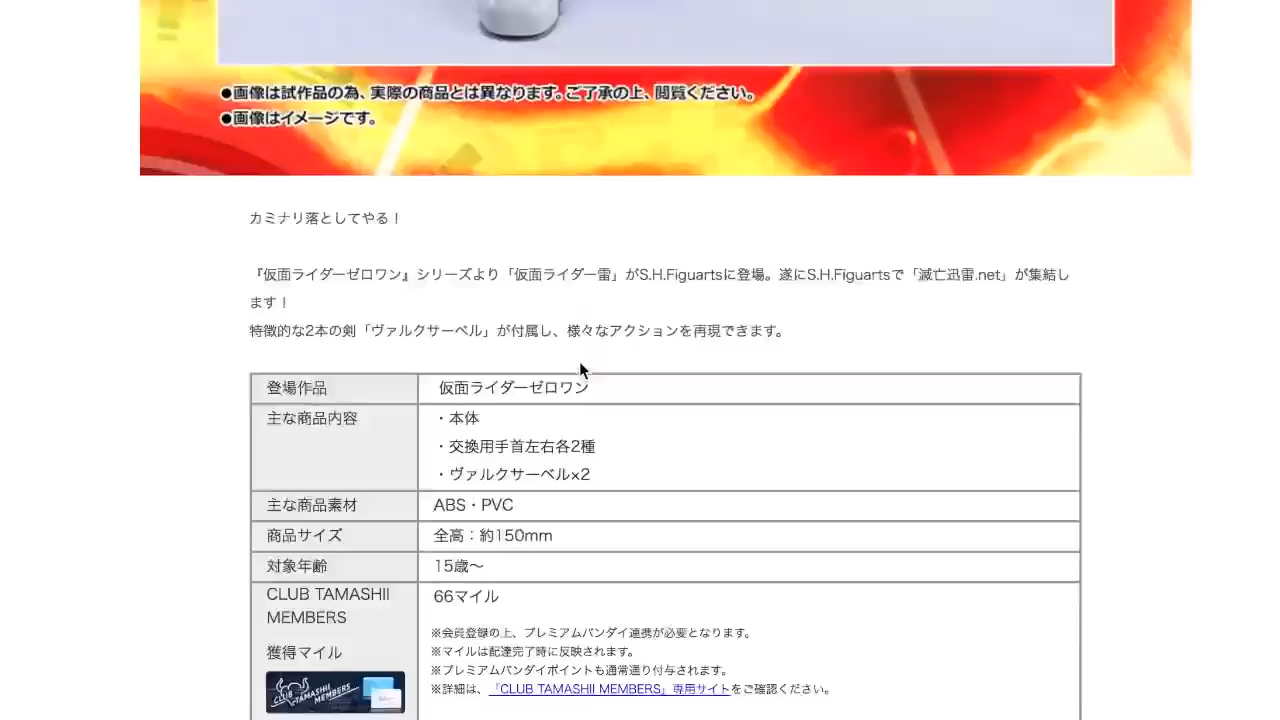 ●画像は試作品の為、実際の商品とは異なります。ご了承の上、閲覧ください。
●画像はイメージです。
カミナリ落としてやる！
『仮面ライダーゼロワン』シリーズより「仮面ライダー雷」がS.H.Figuartsに登場。遂にS.H.Figuartsで「滅亡迅雷.net」が集結し
ます！
特徴的な2本の剣「ヴァルクサーベル」が付属し、様々なアクションを再現できます。
登場作品 仮面ライダーゼロワン
主な商品内容 ・本体
・交換用手首左右各2種
・ヴァルクサーベル×2
主な商品素材 ABS・PVC
商品サイズ 全高：約150mm
対象年齢 15歳〜
CLUB TAMASHII
MEMBERS
獲得マイル
CLUB TAMASHII MEMBERS
66マイル
※会員登録の上、プレミアムバンダイ連携が必要となります。
※マイルは配達完了時に反映されます。
※プレミアムバンダイポイントも通常通り付与されます。
※詳細は、「CLUB TAMASHII MEMBERS」専用サイトをご確認ください。